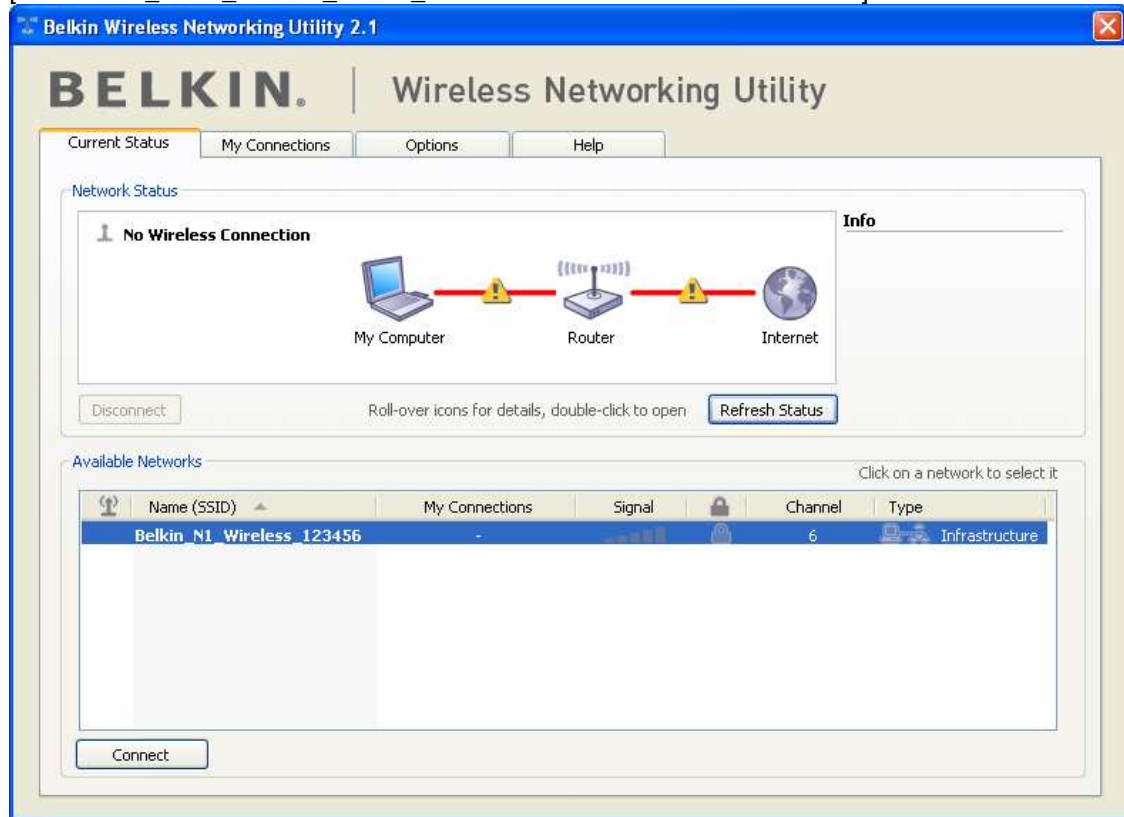 Belkin Wireless Networking Utility 2.1
BELKIN. Wireless Networking Utility
Current Status My Connections Options Help
Network Status
No Wireless Connection
Info
My Computer Router Internet
Disconnect Roll-over icons for details, double-click to open Refresh Status
Available Networks
Click on a network to select it
Name (SSID) My Connections Signal Channel Type
Belkin_N1_Wireless_123456 - 6 Infrastructure
Connect